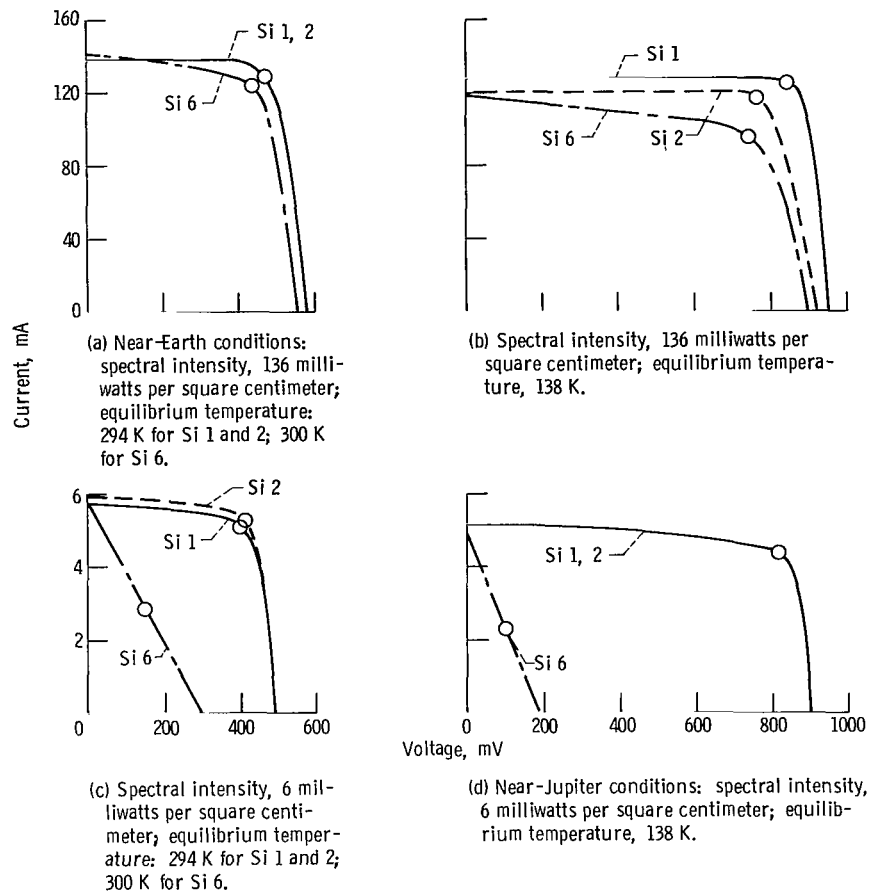 160
120
80
40
0
Si 1, 2
Si 6
Current, mA
(a) Near-Earth conditions:
spectral intensity, 136 milli-
watts per square centimeter;
equilibrium temperature:
294 K for Si 1 and 2; 300 K
for Si 6.
Si 1
Si 6
Si 2
(b) Spectral intensity, 136 milliwatts per
square centimeter; equilibrium tempera-
ture, 138 K.
6
4
2
0
200
400
600
Si 2
Si 1
Si 6
(c) Spectral intensity, 6 mil-
liwatts per square centi-
meter; equilibrium temper-
ature: 294 K for Si 1 and 2;
300 K for Si 6.
Si 1, 2
Si 6
0
200
400
600
800
1000
Voltage, mV
(d) Near-Jupiter conditions: spectral intensity,
6 milliwatts per square centimeter; equilib-
rium temperature, 138 K.